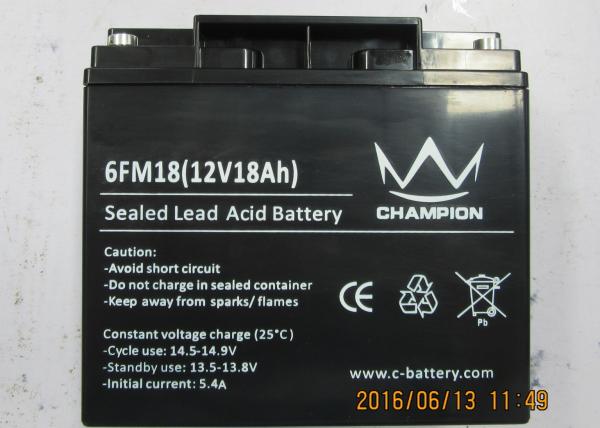 6FM18(12V18Ah)
Sealed Lead Acid Battery
CHAMPION
Caution:
-Avoid short circuit
-Do not charge in sealed container
-Keep away from sparks/ flames
CE
Pb
Constant voltage charge (25°C)
-Cycle use: 14.5-14.9V
-Standby use: 13.5-13.8V
-Initial current: 5.4A
www.c-battery.com
2016/06/13 11:49